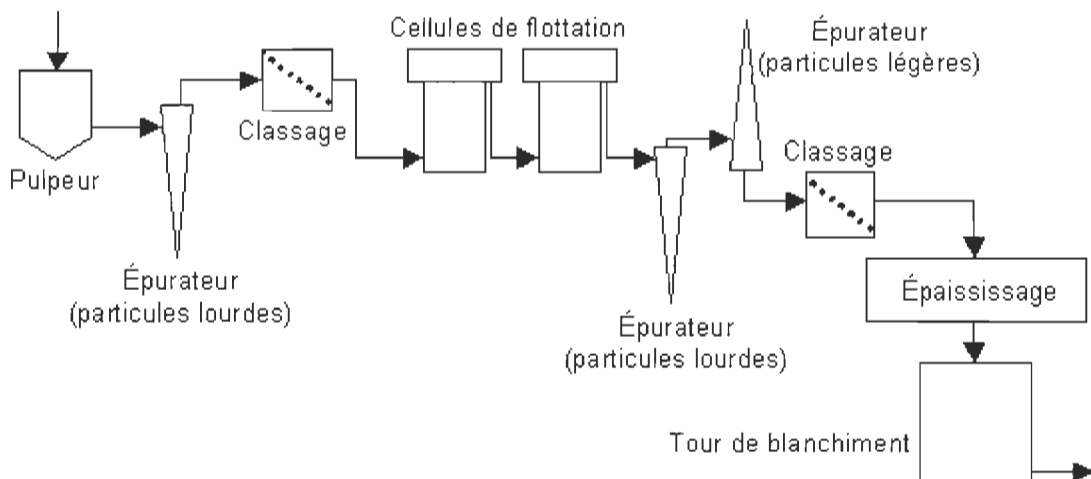 Cellules de flottation
Épurateur
(particules légères)
Classage
Classage
Pulpeur
Épurateur
(particules lourdes)
Épaississage
Épurateur
(particules lourdes)
Tour de blanchiment